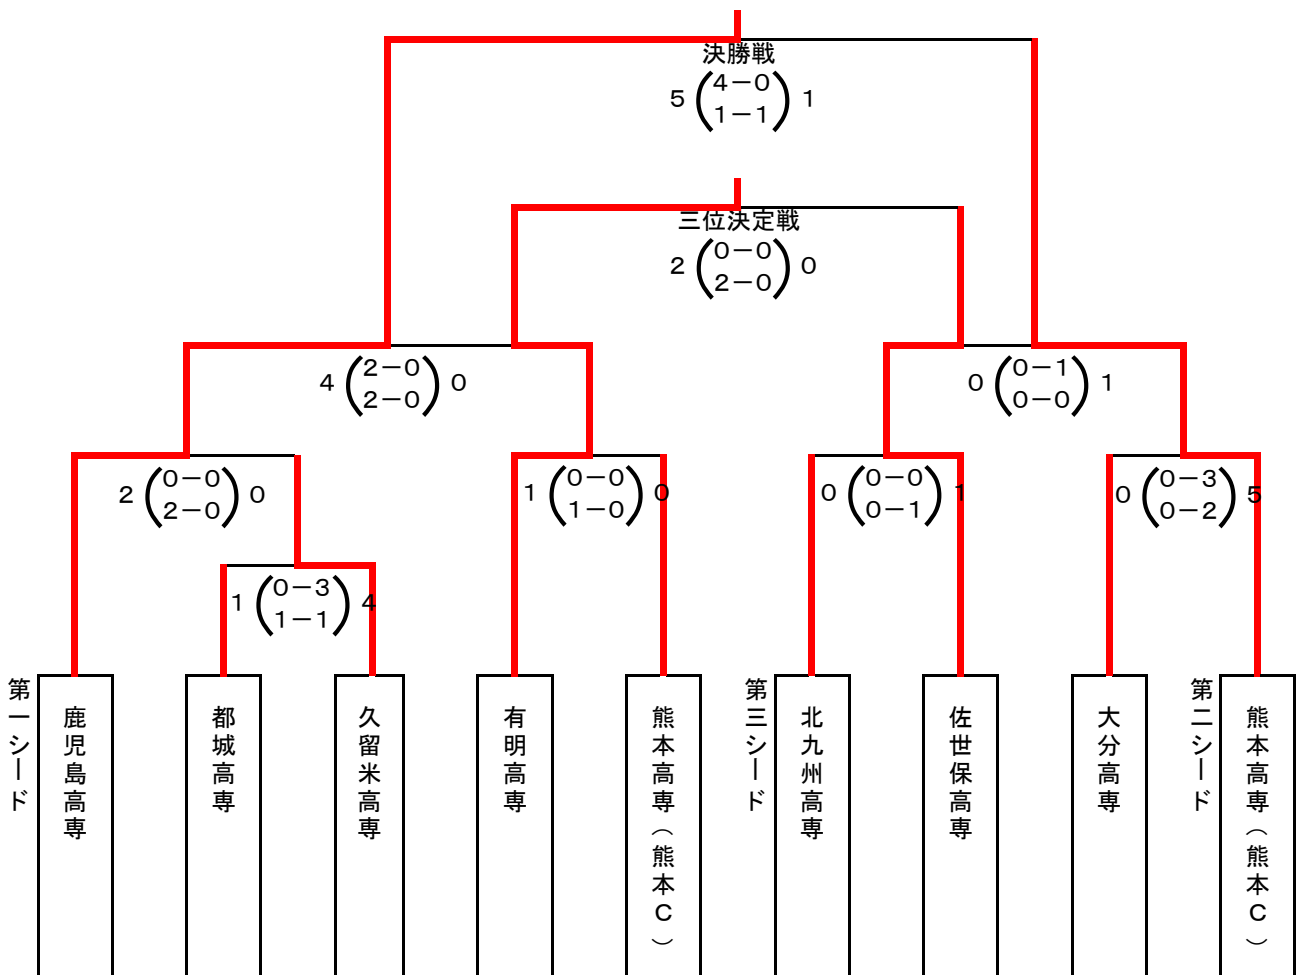 決勝戦
5 (4－0 1
1－1)
三位決定戦
2 (0－0 0
2－0)
4 (2－0 0
2－0)
0 (0－1 1
0－0)
2 (0－0 0
2－0)
1 (0－0 0
1－0)
0 (0－0 1
0－1)
0 (0－3 5
0－2)
1 (0－3 4
1－1)
第一シード
鹿児島高専
都城高専
久留米高専
有明高専
熊本高専（熊本C）
第三シード
北九州高専
佐世保高専
大分高専
第二シード
熊本高専（熊本C）